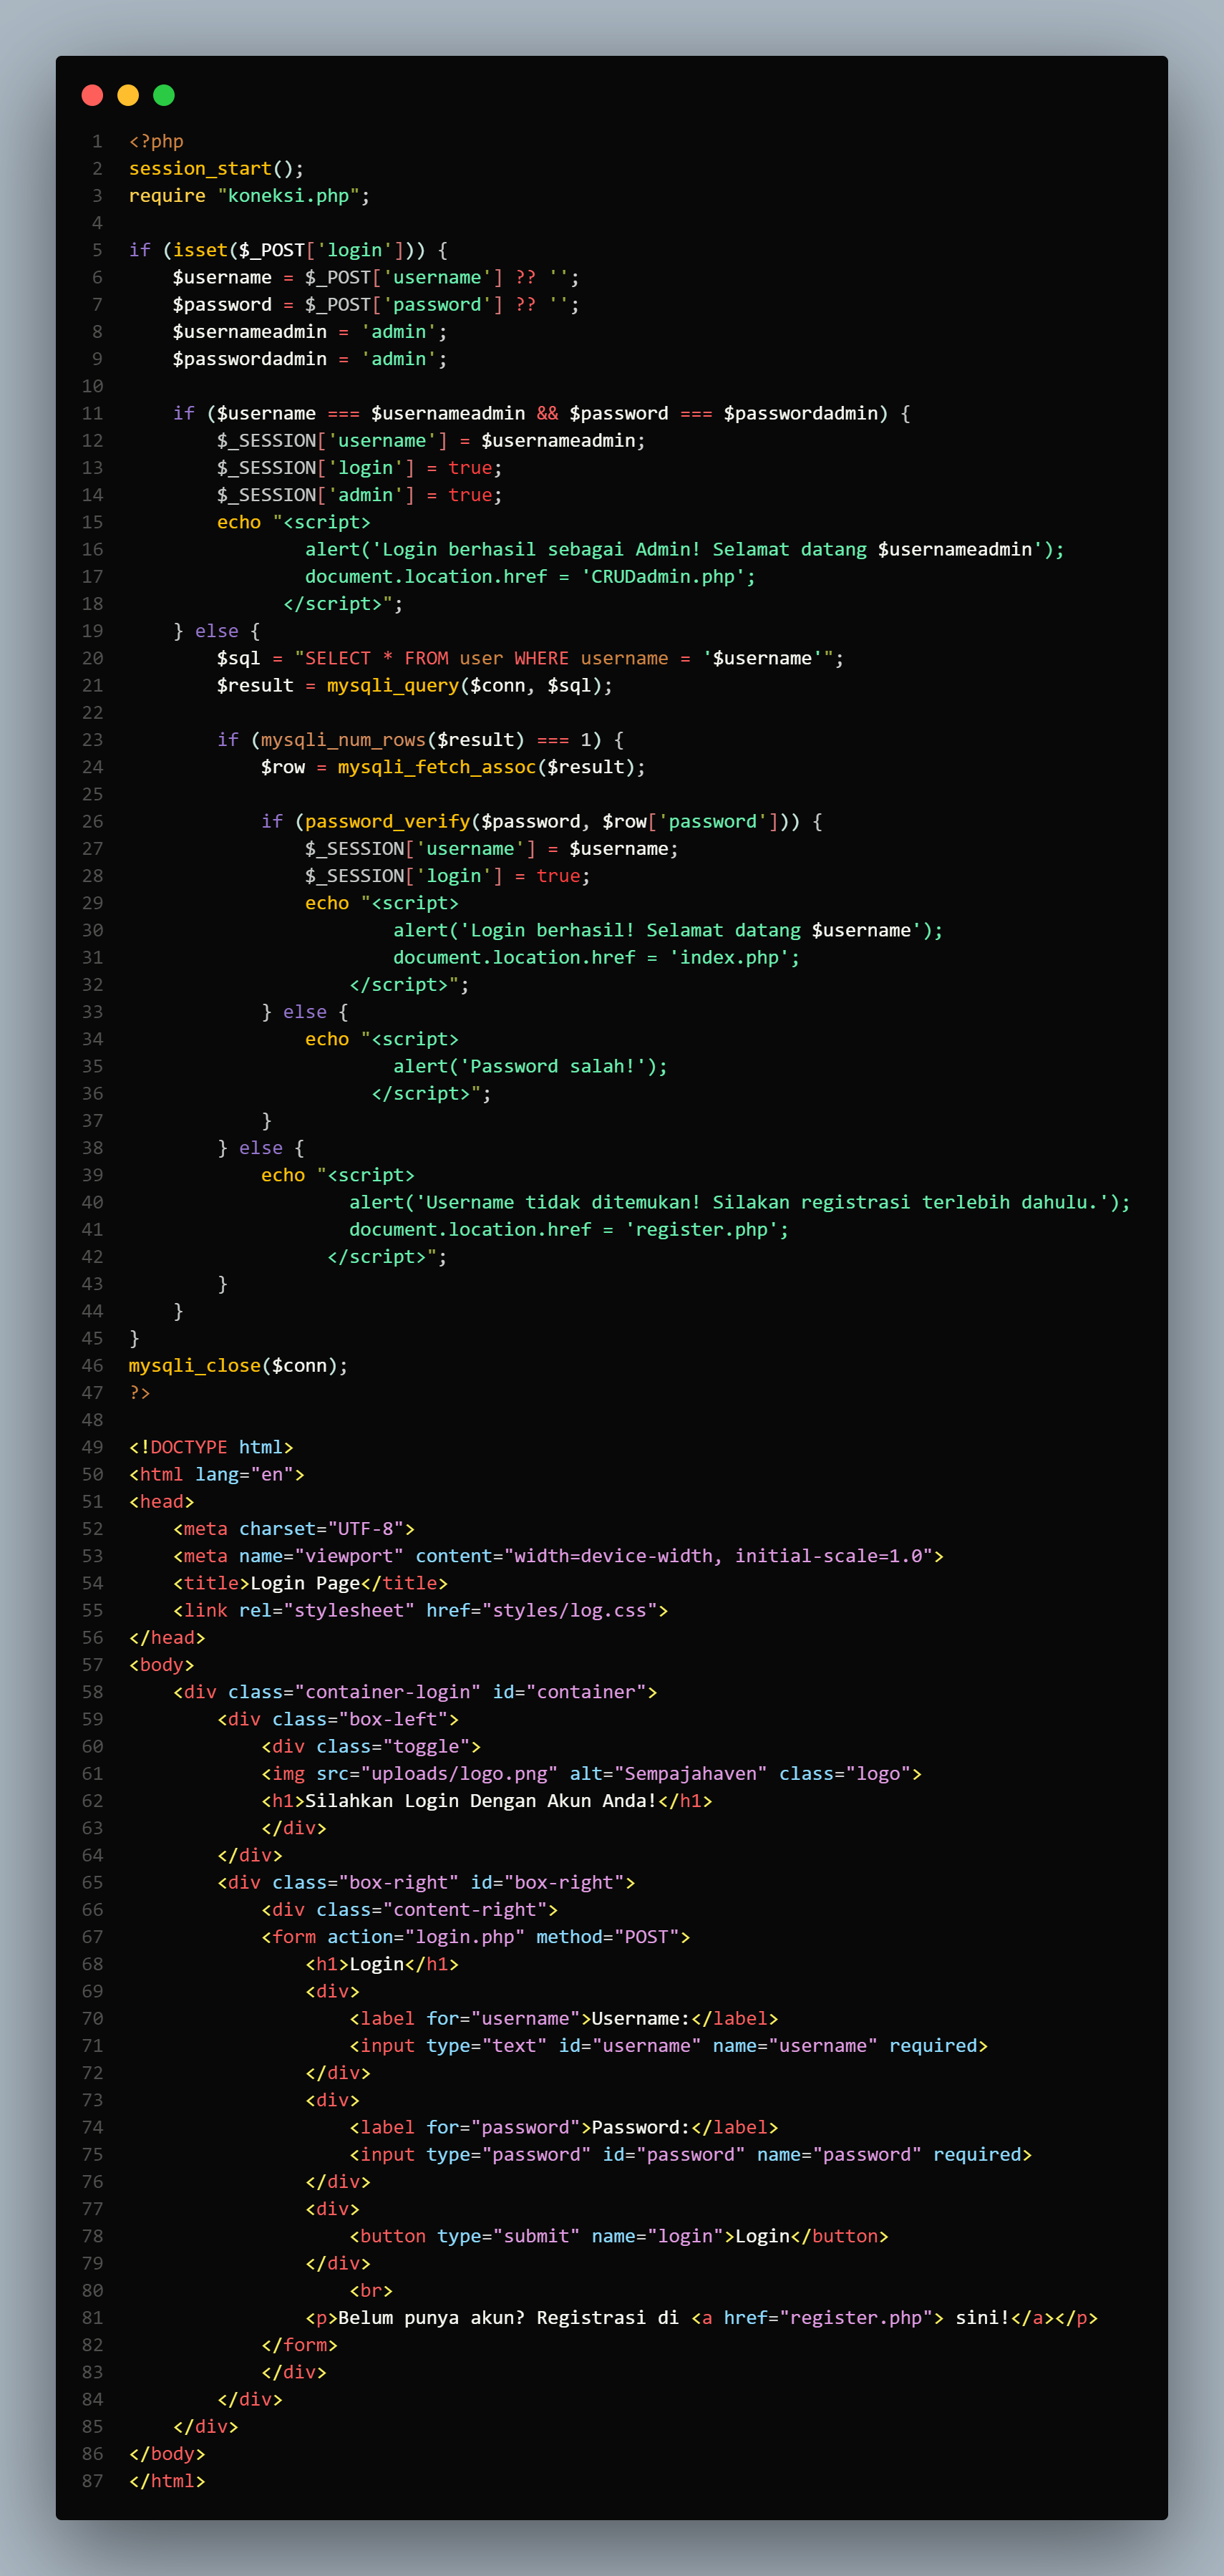 1 <?php
2 session_start();
3 require "koneksi.php";
4
5 if (isset($_POST['login'])) {
6     $username = $_POST['username'] ?? '';
7     $password = $_POST['password'] ?? '';
8     $usernameadmin = 'admin';
9     $passwordadmin = 'admin';
10
11     if ($username === $usernameadmin && $password === $passwordadmin) {
12         $_SESSION['username'] = $usernameadmin;
13         $_SESSION['login'] = true;
14         $_SESSION['admin'] = true;
15         echo "<script>
16                 alert('Login berhasil sebagai Admin! Selamat datang $usernameadmin');
17                 document.location.href = 'CRUDadmin.php';
18               </script>";
19     } else {
20         $sql = "SELECT * FROM user WHERE username = '$username'";
21         $result = mysqli_query($conn, $sql);
22
23         if (mysqli_num_rows($result) === 1) {
24             $row = mysqli_fetch_assoc($result);
25
26             if (password_verify($password, $row['password'])) {
27                 $_SESSION['username'] = $username;
28                 $_SESSION['login'] = true;
29                 echo "<script>
30                         alert('Login berhasil! Selamat datang $username');
31                         document.location.href = 'index.php';
32                     </script>";
33             } else {
34                 echo "<script>
35                         alert('Password salah!');
36                       </script>";
37             }
38         } else {
39             echo "<script>
40                     alert('Username tidak ditemukan! Silakan registrasi terlebih dahulu.');
41                     document.location.href = 'register.php';
42                   </script>";
43         }
44     }
45 }
46 mysqli_close($conn);
47 ?>
48
49 <!DOCTYPE html>
50 <html lang="en">
51 <head>
52     <meta charset="UTF-8">
53     <meta name="viewport" content="width=device-width, initial-scale=1.0">
54     <title>Login Page</title>
55     <link rel="stylesheet" href="styles/log.css">
56 </head>
57 <body>
58     <div class="container-login" id="container">
59         <div class="box-left">
60             <div class="toggle">
61             <img src="uploads/logo.png" alt="Sempajahaven" class="logo">
62             <h1>Silahkan Login Dengan Akun Anda!</h1>
63             </div>
64         </div>
65         <div class="box-right" id="box-right">
66             <div class="content-right">
67             <form action="login.php" method="POST">
68                 <h1>Login</h1>
69                 <div>
70                     <label for="username">Username:</label>
71                     <input type="text" id="username" name="username" required>
72                 </div>
73                 <div>
74                     <label for="password">Password:</label>
75                     <input type="password" id="password" name="password" required>
76                 </div>
77                 <div>
78                     <button type="submit" name="login">Login</button>
79                 </div>
80                     <br>
81                 <p>Belum punya akun? Registrasi di <a href="register.php"> sini!</a></p>
82             </form>
83             </div>
84         </div>
85     </div>
86 </body>
87 </html>